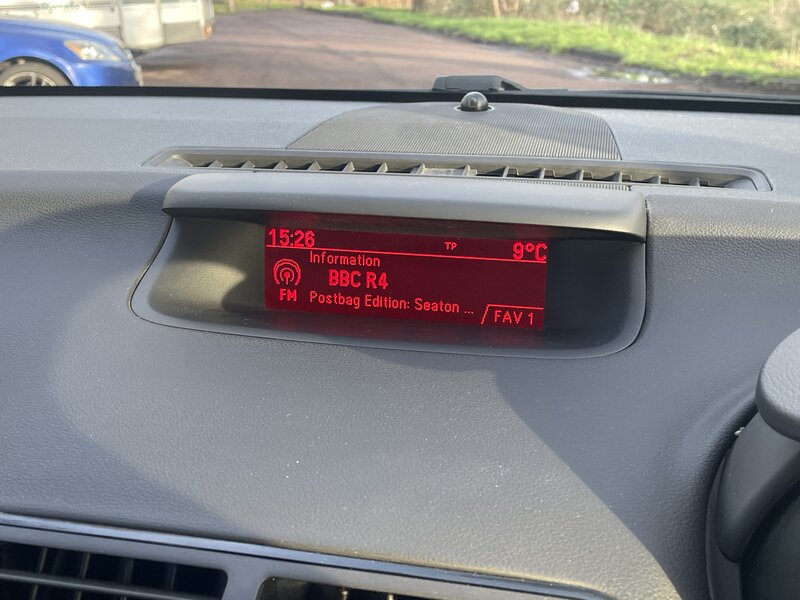 15:26 TP 9°C
Information
BBC R4
FM Postbag Edition: Seaton ...
FAV 1